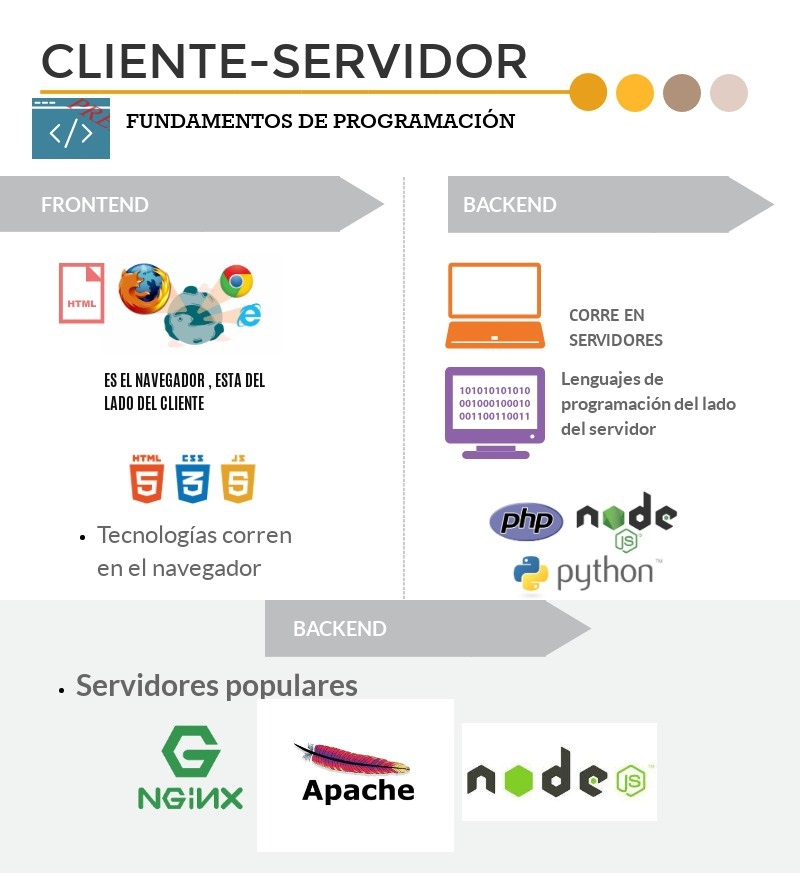 CLIENTE-SERVIDOR
FUNDAMENTOS DE PROGRAMACIÓN
FRONTEND
HTML
ES EL NAVEGADOR , ESTA DEL
LADO DEL CLIENTE
HTML CSS JS
5 3 5
• Tecnologías corren
en el navegador
BACKEND
CORRE EN
SERVIDORES
101010101010
001000100010
001100110011
Lenguajes de
programación del lado
del servidor
php node
JS
python™
BACKEND
• Servidores populares
NGINX
Apache
node JS